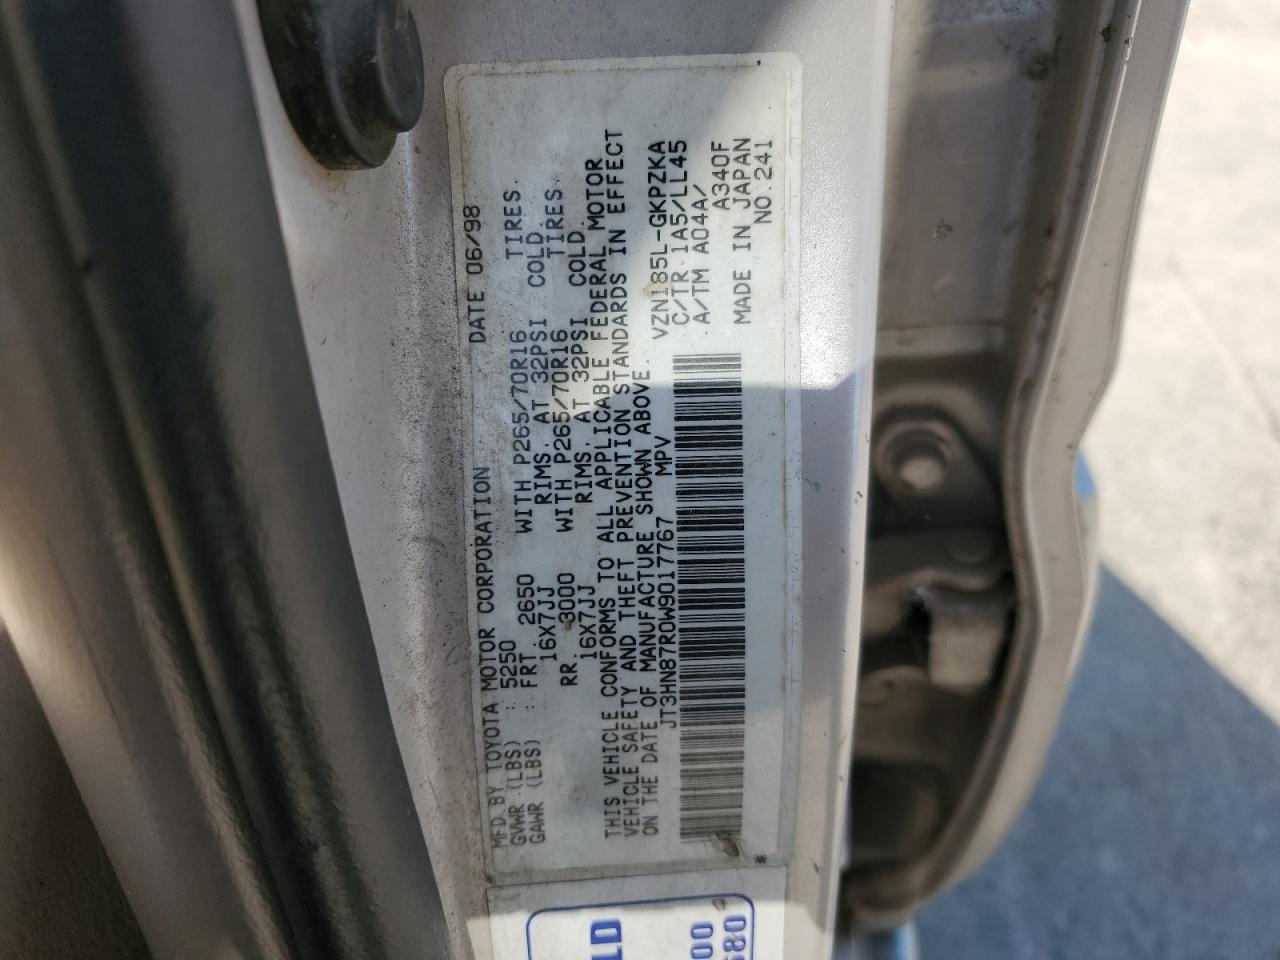 MFD. BY TOYOTA MOTOR CORPORATION DATE 06/98
GVWR (LBS) : 5250 WITH P265/70R16 TIRES.
GAWR (LBS) : FRT. 2650 RIMS. AT 32PSI COLD.
16X7JJ
WITH P265/70R16 TIRES.
RR. 3000 RIMS. AT 32PSI COLD.
16X7JJ
THIS VEHICLE CONFORMS TO ALL APPLICABLE FEDERAL MOTOR
VEHICLE SAFETY AND THEFT PREVENTION STANDARDS IN EFFECT
ON THE DATE OF MANUFACTURE SHOWN ABOVE.
JT3HN87R0W9017767 MPV
VZN185L-GKPZKA
C/TR 1A5/LL45
A/TM A04A/
A340F
MADE IN JAPAN
NO.241
*
LD
00
680